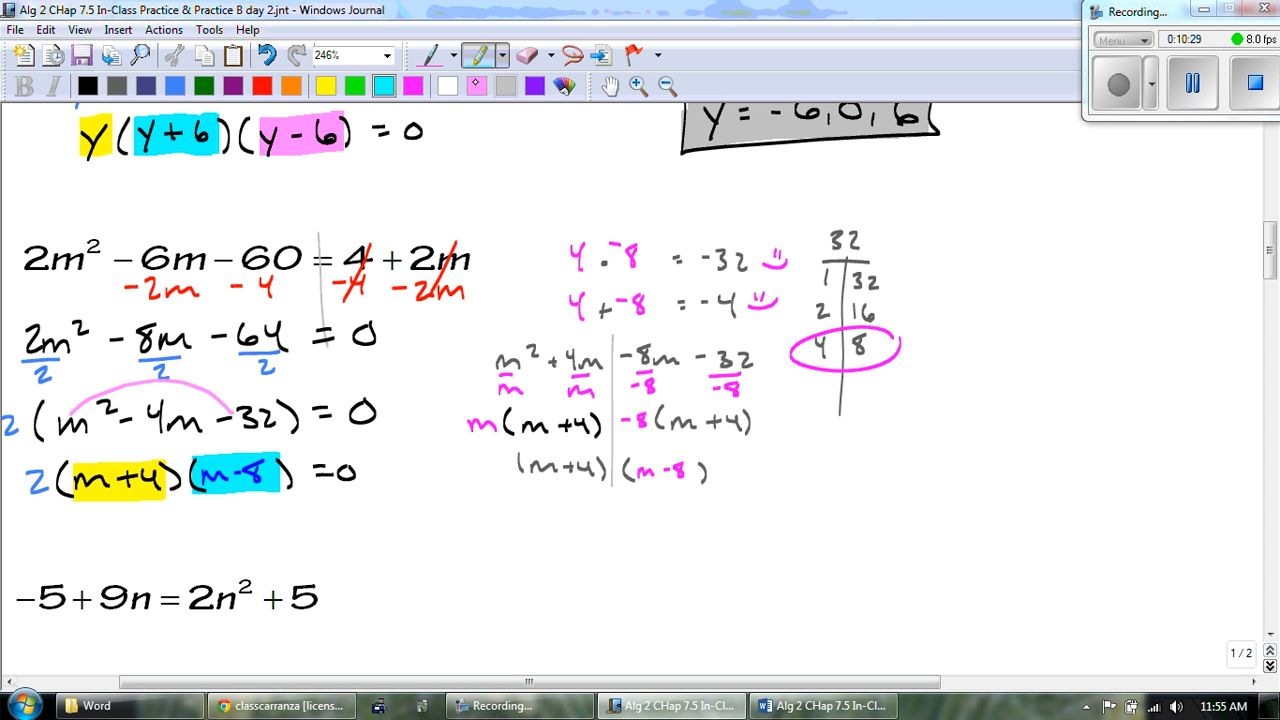 Alg 2 CHap 7.5 In-Class Practice & Practice B day 2.jnt - Windows Journal
Recording...
File Edit View Insert Actions Tools Help
Menu 0:10:29 8.0 fps
246%
B I
y(y+6)(y-6) = 0
y = -6, 0, 6
2m² − 6m − 60 = 4 + 2m
-2m - 4 -4 -2m
2m² - 8m - 64 = 0
2 2 2
2(m² - 4m - 32) = 0
2(m+4)(m-8) = 0
4 · -8 = -32
4 + -8 = -4
m² + 4m - 8m - 32
m m -8 -8
m(m+4) -8(m+4)
(m+4) (m-8)
32
1 32
2 16
4 8
−5 + 9n = 2n² + 5
1 / 2
Word
classcarranza [licens...
Recording...
Alg 2 CHap 7.5 In-Cl...
Alg 2 CHap 7.5 In-Cl...
11:55 AM